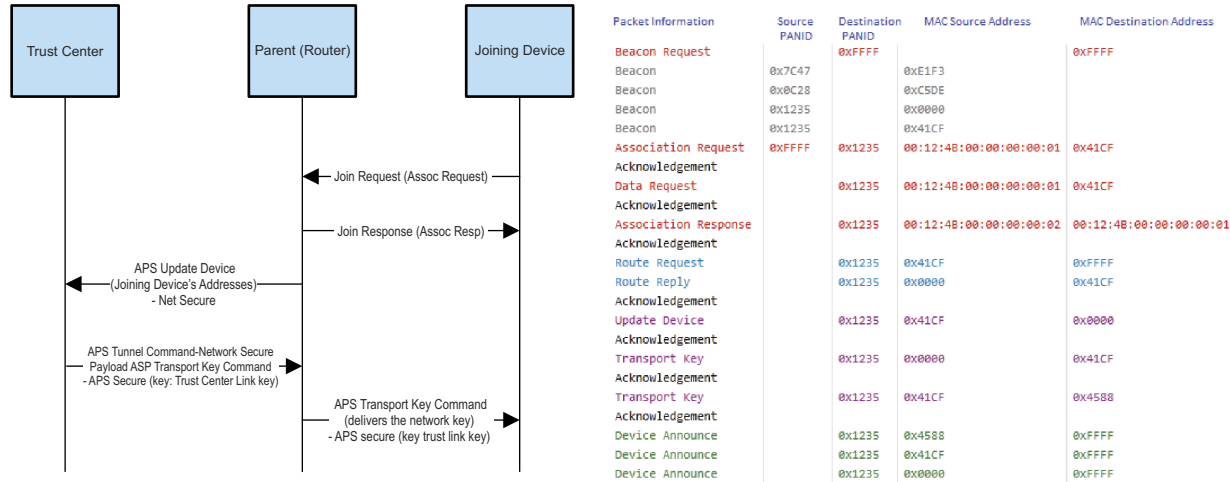 Trust Center
Parent (Router)
Joining Device
Join Request (Assoc Request)
Join Response (Assoc Resp)
APS Update Device
(Joining Device's Addresses)
- Net Secure
APS Tunnel Command-Network Secure
Payload ASP Transport Key Command
- APS Secure (key: Trust Center Link key)
APS Transport Key Command
(delivers the network key)
- APS secure (key trust link key)
Packet Information Source PANID Destination PANID MAC Source Address MAC Destination Address
Beacon Request 0xFFFF 0xFFFF
Beacon 0x7C47 0xE1F3
Beacon 0x0C28 0xC5DE
Beacon 0x1235 0x0000
Beacon 0x1235 0x41CF
Association Request 0xFFFF 0x1235 00:12:4B:00:00:00:00:01 0x41CF
Acknowledgement
Data Request 0x1235 00:12:4B:00:00:00:00:01 0x41CF
Acknowledgement
Association Response 0x1235 00:12:4B:00:00:00:00:02 00:12:4B:00:00:00:00:01
Acknowledgement
Route Request 0x1235 0x41CF 0xFFFF
Route Reply 0x1235 0x0000 0x41CF
Acknowledgement
Update Device 0x1235 0x41CF 0x0000
Acknowledgement
Transport Key 0x1235 0x0000 0x41CF
Acknowledgement
Transport Key 0x1235 0x41CF 0x4588
Acknowledgement
Device Announce 0x1235 0x4588 0xFFFF
Device Announce 0x1235 0x41CF 0xFFFF
Device Announce 0x1235 0x0000 0xFFFF